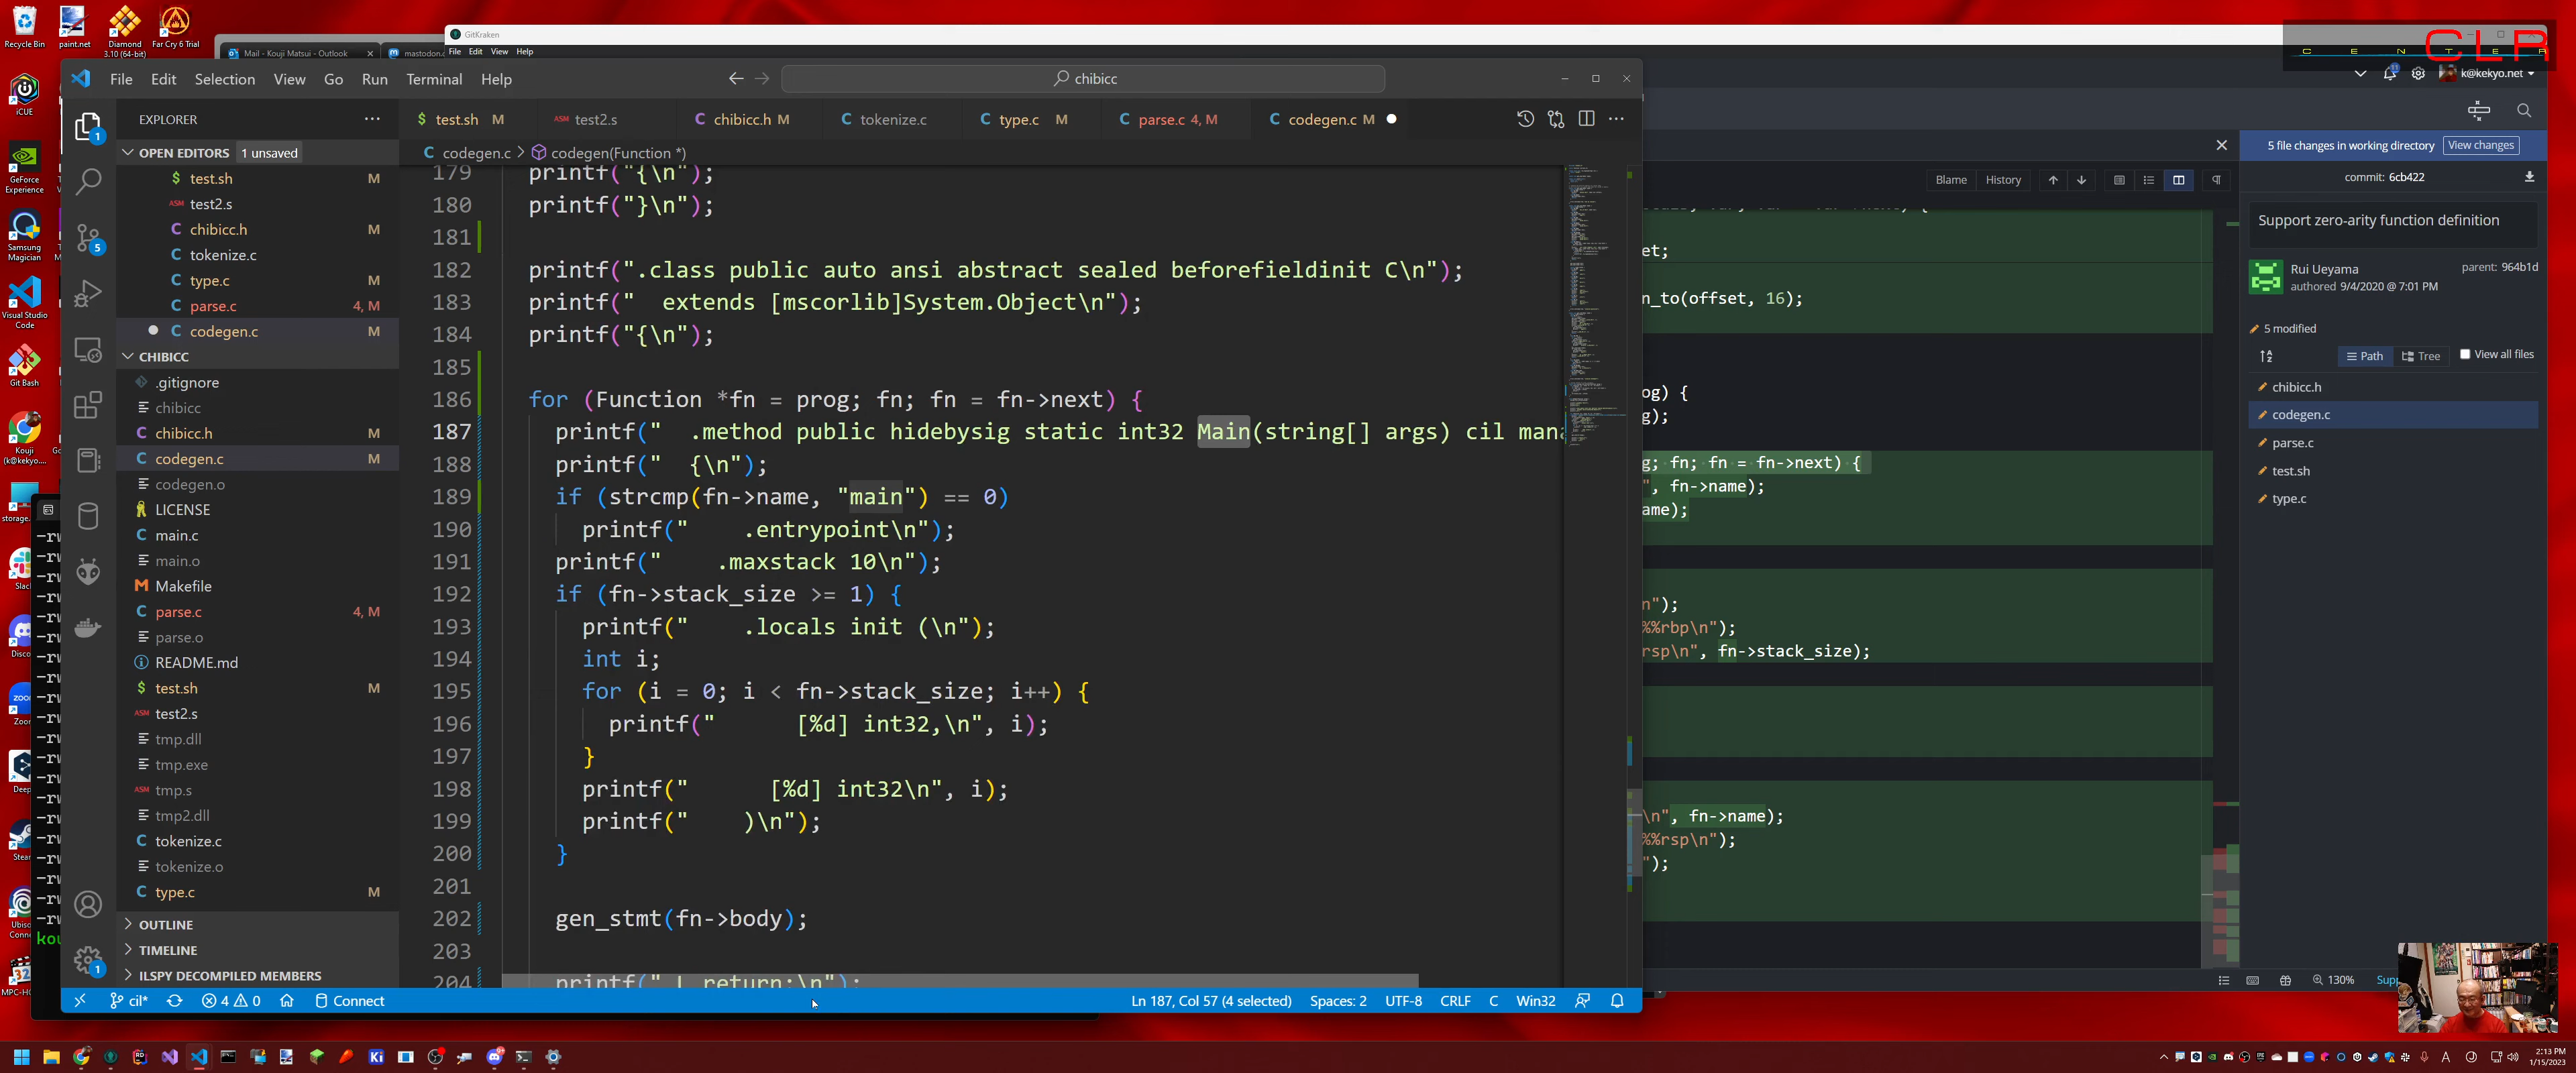 Recycle Bin
paint.net
Diamond
3.10 (64-bit)
Far Cry 6 Trial
iCUE
GeForce
Experience
Samsung
Magician
Visual Studio
Code
Git Bash
Kouji
(k@kekyo....
storage.
Mail - Kouji Matsui - Outlook
GitKraken
File Edit View Help
File Edit Selection View Go Run Terminal Help
chibicc
EXPLORER
OPEN EDITORS 1 unsaved
$ test.sh M
ASM test2.s
C chibicc.h M
C tokenize.c
C type.c M
C parse.c 4, M
C codegen.c M
CHIBICC
.gitignore
chibicc
C chibicc.h M
C codegen.c M
codegen.o
LICENSE
C main.c
main.o
M Makefile
C parse.c 4, M
parse.o
README.md
$ test.sh M
ASM test2.s
tmp.dll
tmp.exe
ASM tmp.s
tmp2.dll
C tokenize.c
tokenize.o
C type.c M
OUTLINE
TIMELINE
ILSPY DECOMPILED MEMBERS
$ test.sh M
ASM test2.s
C chibicc.h M
C tokenize.c
C type.c M
C parse.c 4, M
C codegen.c M
C codegen.c > codegen(Function *)
179 printf("{\n");
180 printf("}\n");
181
182 printf(".class public auto ansi abstract sealed beforefieldinit C\n");
183 printf("  extends [mscorlib]System.Object\n");
184 printf("{\n");
185
186 for (Function *fn = prog; fn; fn = fn->next) {
187 printf("  .method public hidebysig static int32 Main(string[] args) cil mana
188 printf("  {\n");
189 if (strcmp(fn->name, "main") == 0)
190 printf("    .entrypoint\n");
191 printf("    .maxstack 10\n");
192 if (fn->stack_size >= 1) {
193 printf("    .locals init (\n");
194 int i;
195 for (i = 0; i < fn->stack_size; i++) {
196 printf("      [%d] int32,\n", i);
197 }
198 printf("      [%d] int32\n", i);
199 printf("    )\n");
200 }
201
202 gen_stmt(fn->body);
203
204
cil* 4 0 Connect
Ln 187, Col 57 (4 selected) Spaces: 2 UTF-8 CRLF C Win32
CLR
C E N T E R
k@kekyo.net
Blame History
et;
n_to(offset, 16);
og) {
g);
g; fn; fn = fn->next) {
", fn->name);
ame);
n");
%%rbp\n");
rsp\n", fn->stack_size);
\n", fn->name);
%%rsp\n");
");
5 file changes in working directory View changes
commit: 6cb422
Support zero-arity function definition
Rui Ueyama parent: 964b1d
authored 9/4/2020 @ 7:01 PM
5 modified
Path Tree View all files
chibicc.h
codegen.c
parse.c
test.sh
type.c
130%
2:13 PM
1/15/2023